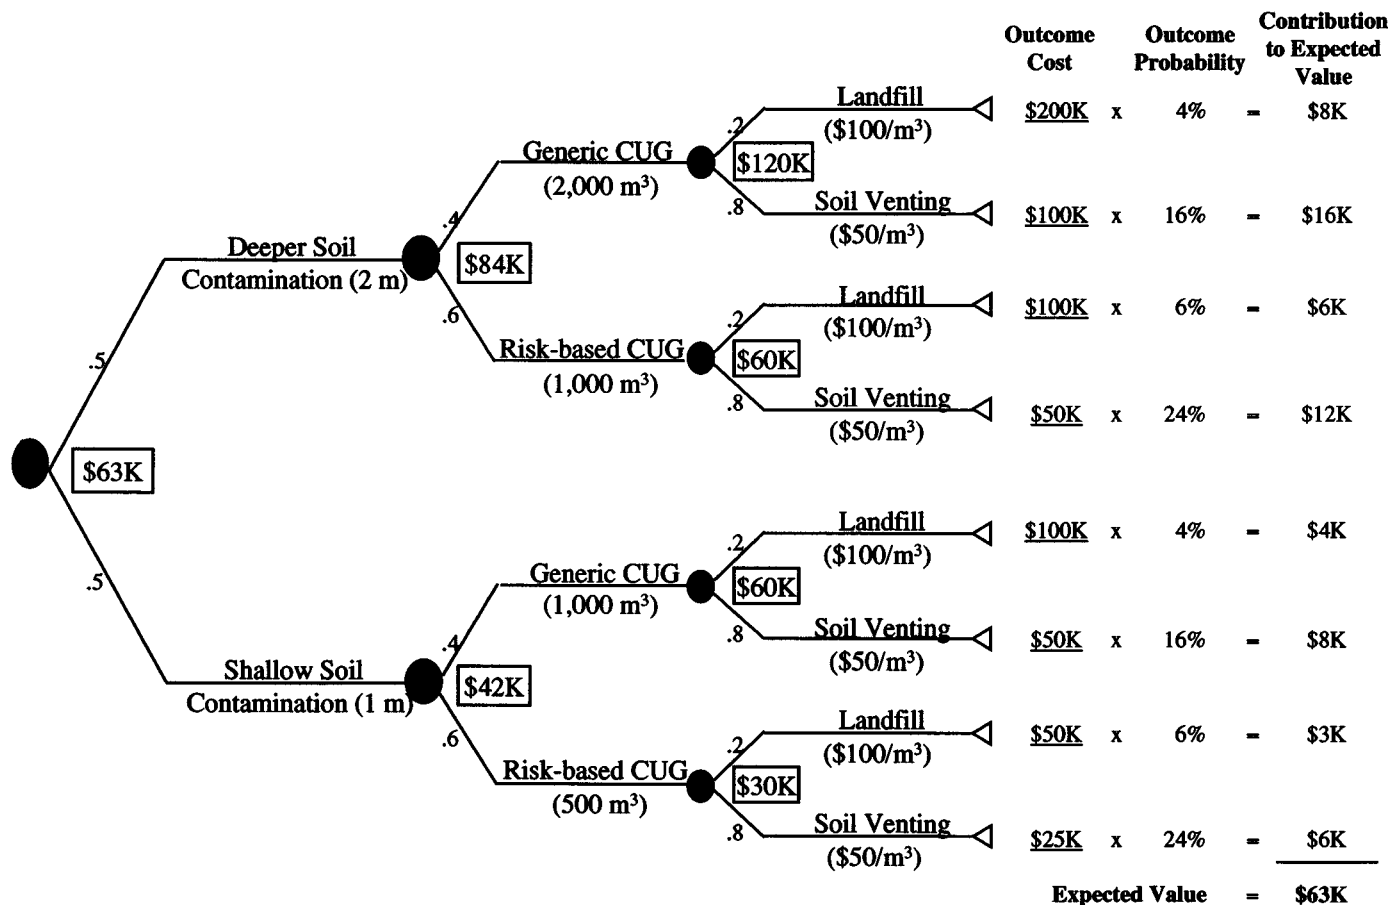 Outcome Cost
Outcome Probability
Contribution to Expected Value
Landfill
$200K x 4% = $8K
.2
($100/m³)
Generic CUG
$120K
(2,000 m³)
.8
Soil Venting
$100K x 16% = $16K
.4
($50/m³)
Deeper Soil
$84K
Contamination (2 m)
Landfill
$100K x 6% = $6K
.6
.2
($100/m³)
Risk-based CUG
$60K
.5
(1,000 m³)
.8
Soil Venting
$50K x 24% = $12K
($50/m³)
$63K
Landfill
$100K x 4% = $4K
.2
($100/m³)
Generic CUG
.5
$60K
(1,000 m³)
.8
Soil Venting
$50K x 16% = $8K
.4
($50/m³)
Shallow Soil
$42K
Contamination (1 m)
Landfill
$50K x 6% = $3K
.6
.2
($100/m³)
Risk-based CUG
$30K
(500 m³)
.8
Soil Venting
$25K x 24% = $6K
($50/m³)
Expected Value = $63K